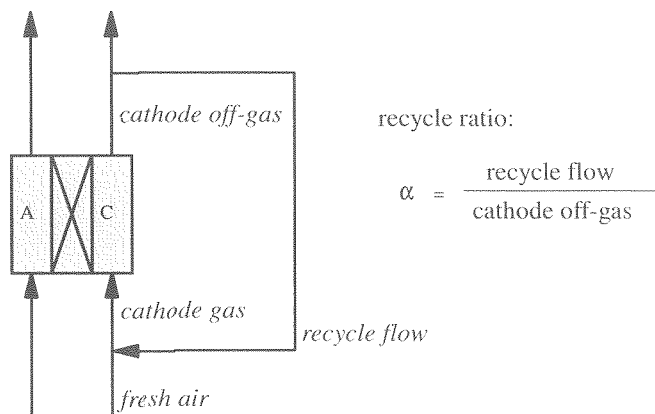 cathode off-gas
recycle ratio:
α = recycle flow
cathode off-gas
A
C
cathode gas
recycle flow
fresh air